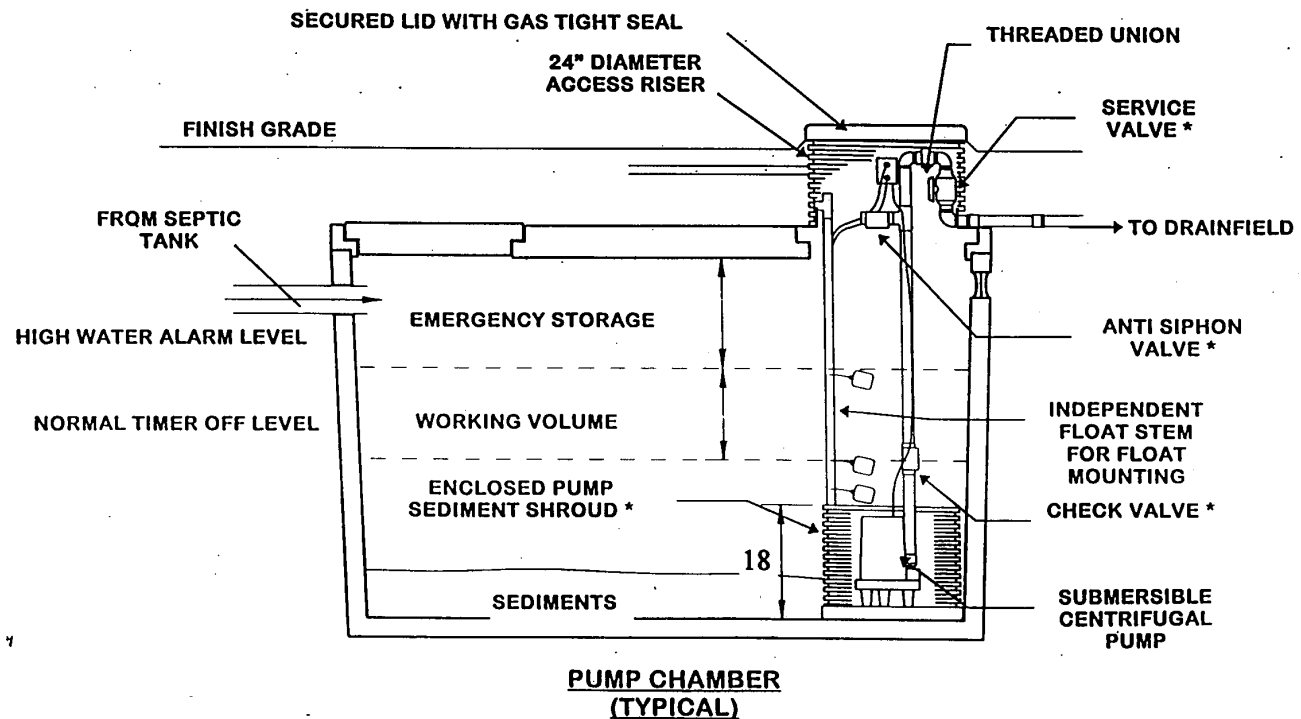 SECURED LID WITH GAS TIGHT SEAL
THREADED UNION
24" DIAMETER
ACCESS RISER
SERVICE
VALVE *
FINISH GRADE
FROM SEPTIC
TANK
TO DRAINFIELD
EMERGENCY STORAGE
HIGH WATER ALARM LEVEL
ANTI SIPHON
VALVE *
NORMAL TIMER OFF LEVEL
WORKING VOLUME
INDEPENDENT
FLOAT STEM
FOR FLOAT
MOUNTING
ENCLOSED PUMP
SEDIMENT SHROUD *
CHECK VALVE *
18
SEDIMENTS
SUBMERSIBLE
CENTRIFUGAL
PUMP
PUMP CHAMBER
(TYPICAL)